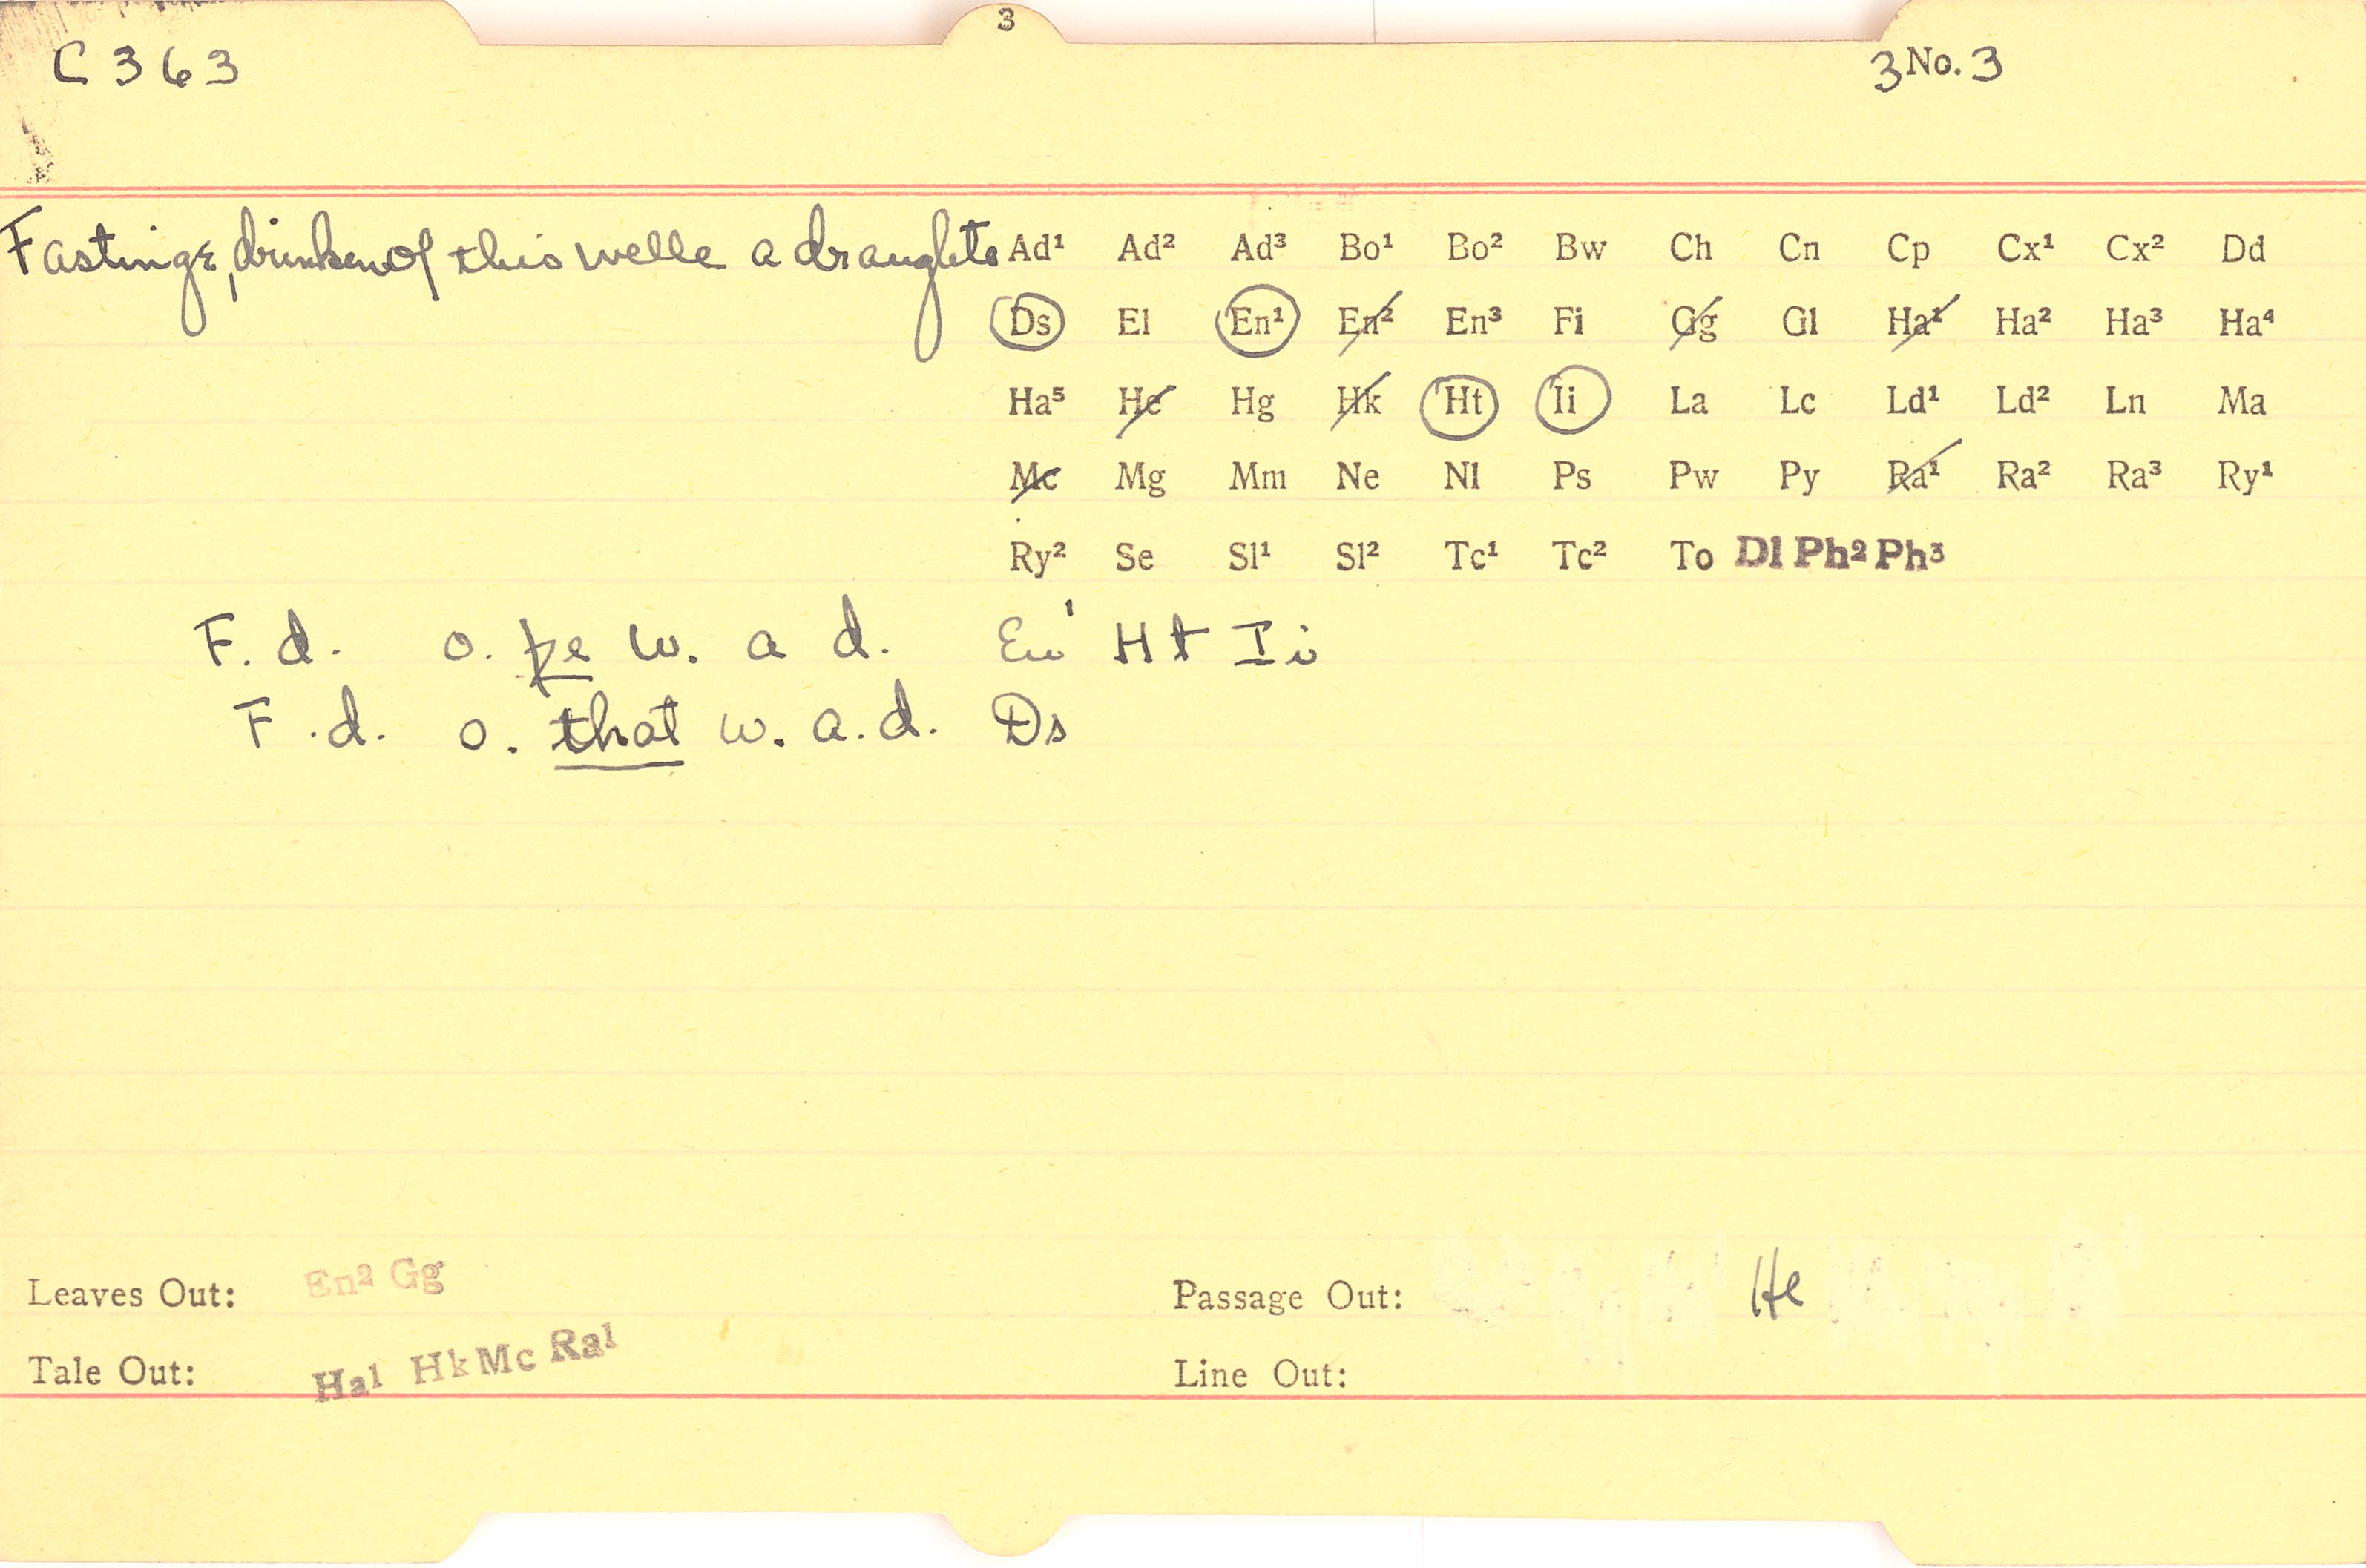 3
C 363
3 No. 3
Fastinge, drinken of this welle a draughte
Ad¹ Ad² Ad³ Bo¹ Bo² Bw Ch Cn Cp Cx¹ Cx² Dd
Ds El En¹ En² En³ Fi Gg Gl Ha¹ Ha² Ha³ Ha⁴
Ha⁵ He Hg Hk Ht Ii La Lc Ld¹ Ld² Ln Ma
Mc Mg Mm Ne Nl Ps Pw Py Ra¹ Ra² Ra³ Ry¹
Ry² Se Sl¹ Sl² Tc¹ Tc² To Dl Ph² Ph³
F. d. o. þe w. a d. En¹ Ht Ii
F. d. o. that w. a. d. Ds
Leaves Out: En² Gg
Passage Out: He
Tale Out: Ha¹ Hk Mc Ra¹
Line Out: